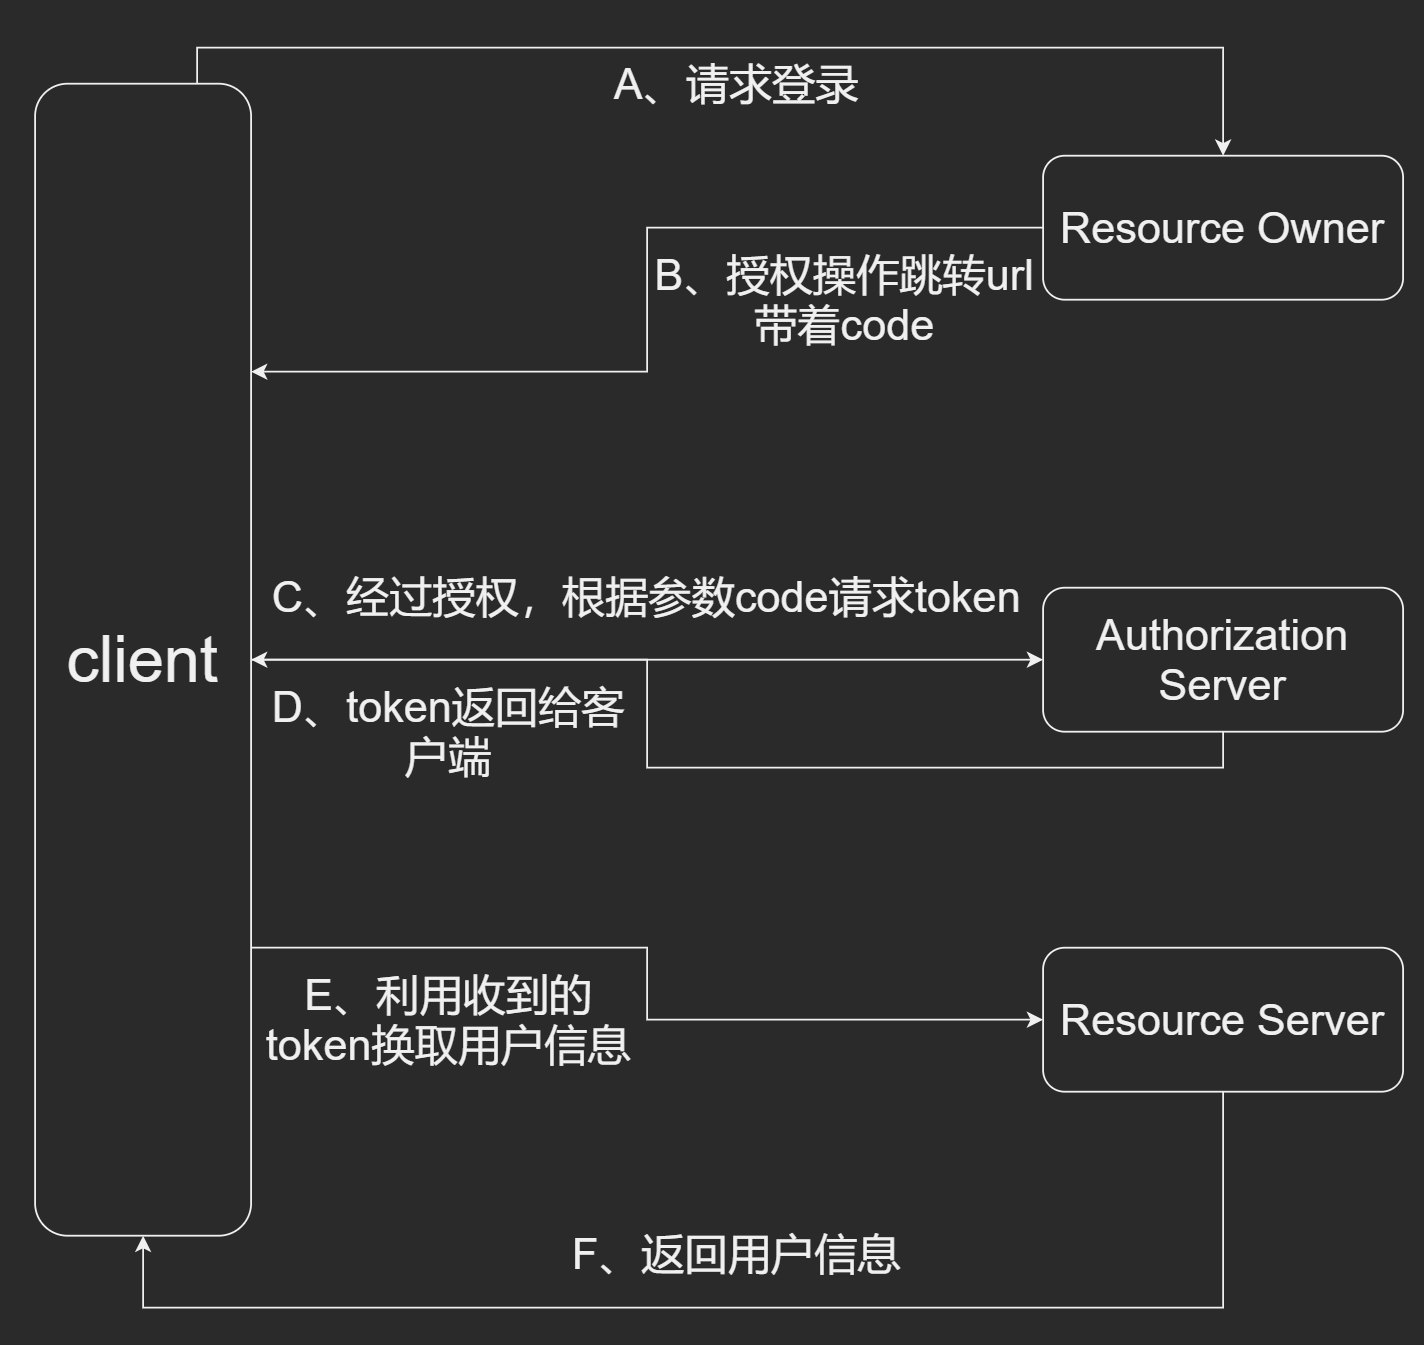 A、请求登录
Resource Owner
B、授权操作跳转url
带着code
client
C、经过授权，根据参数code请求token
Authorization
Server
D、token返回给客
户端
E、利用收到的
token换取用户信息
Resource Server
F、返回用户信息